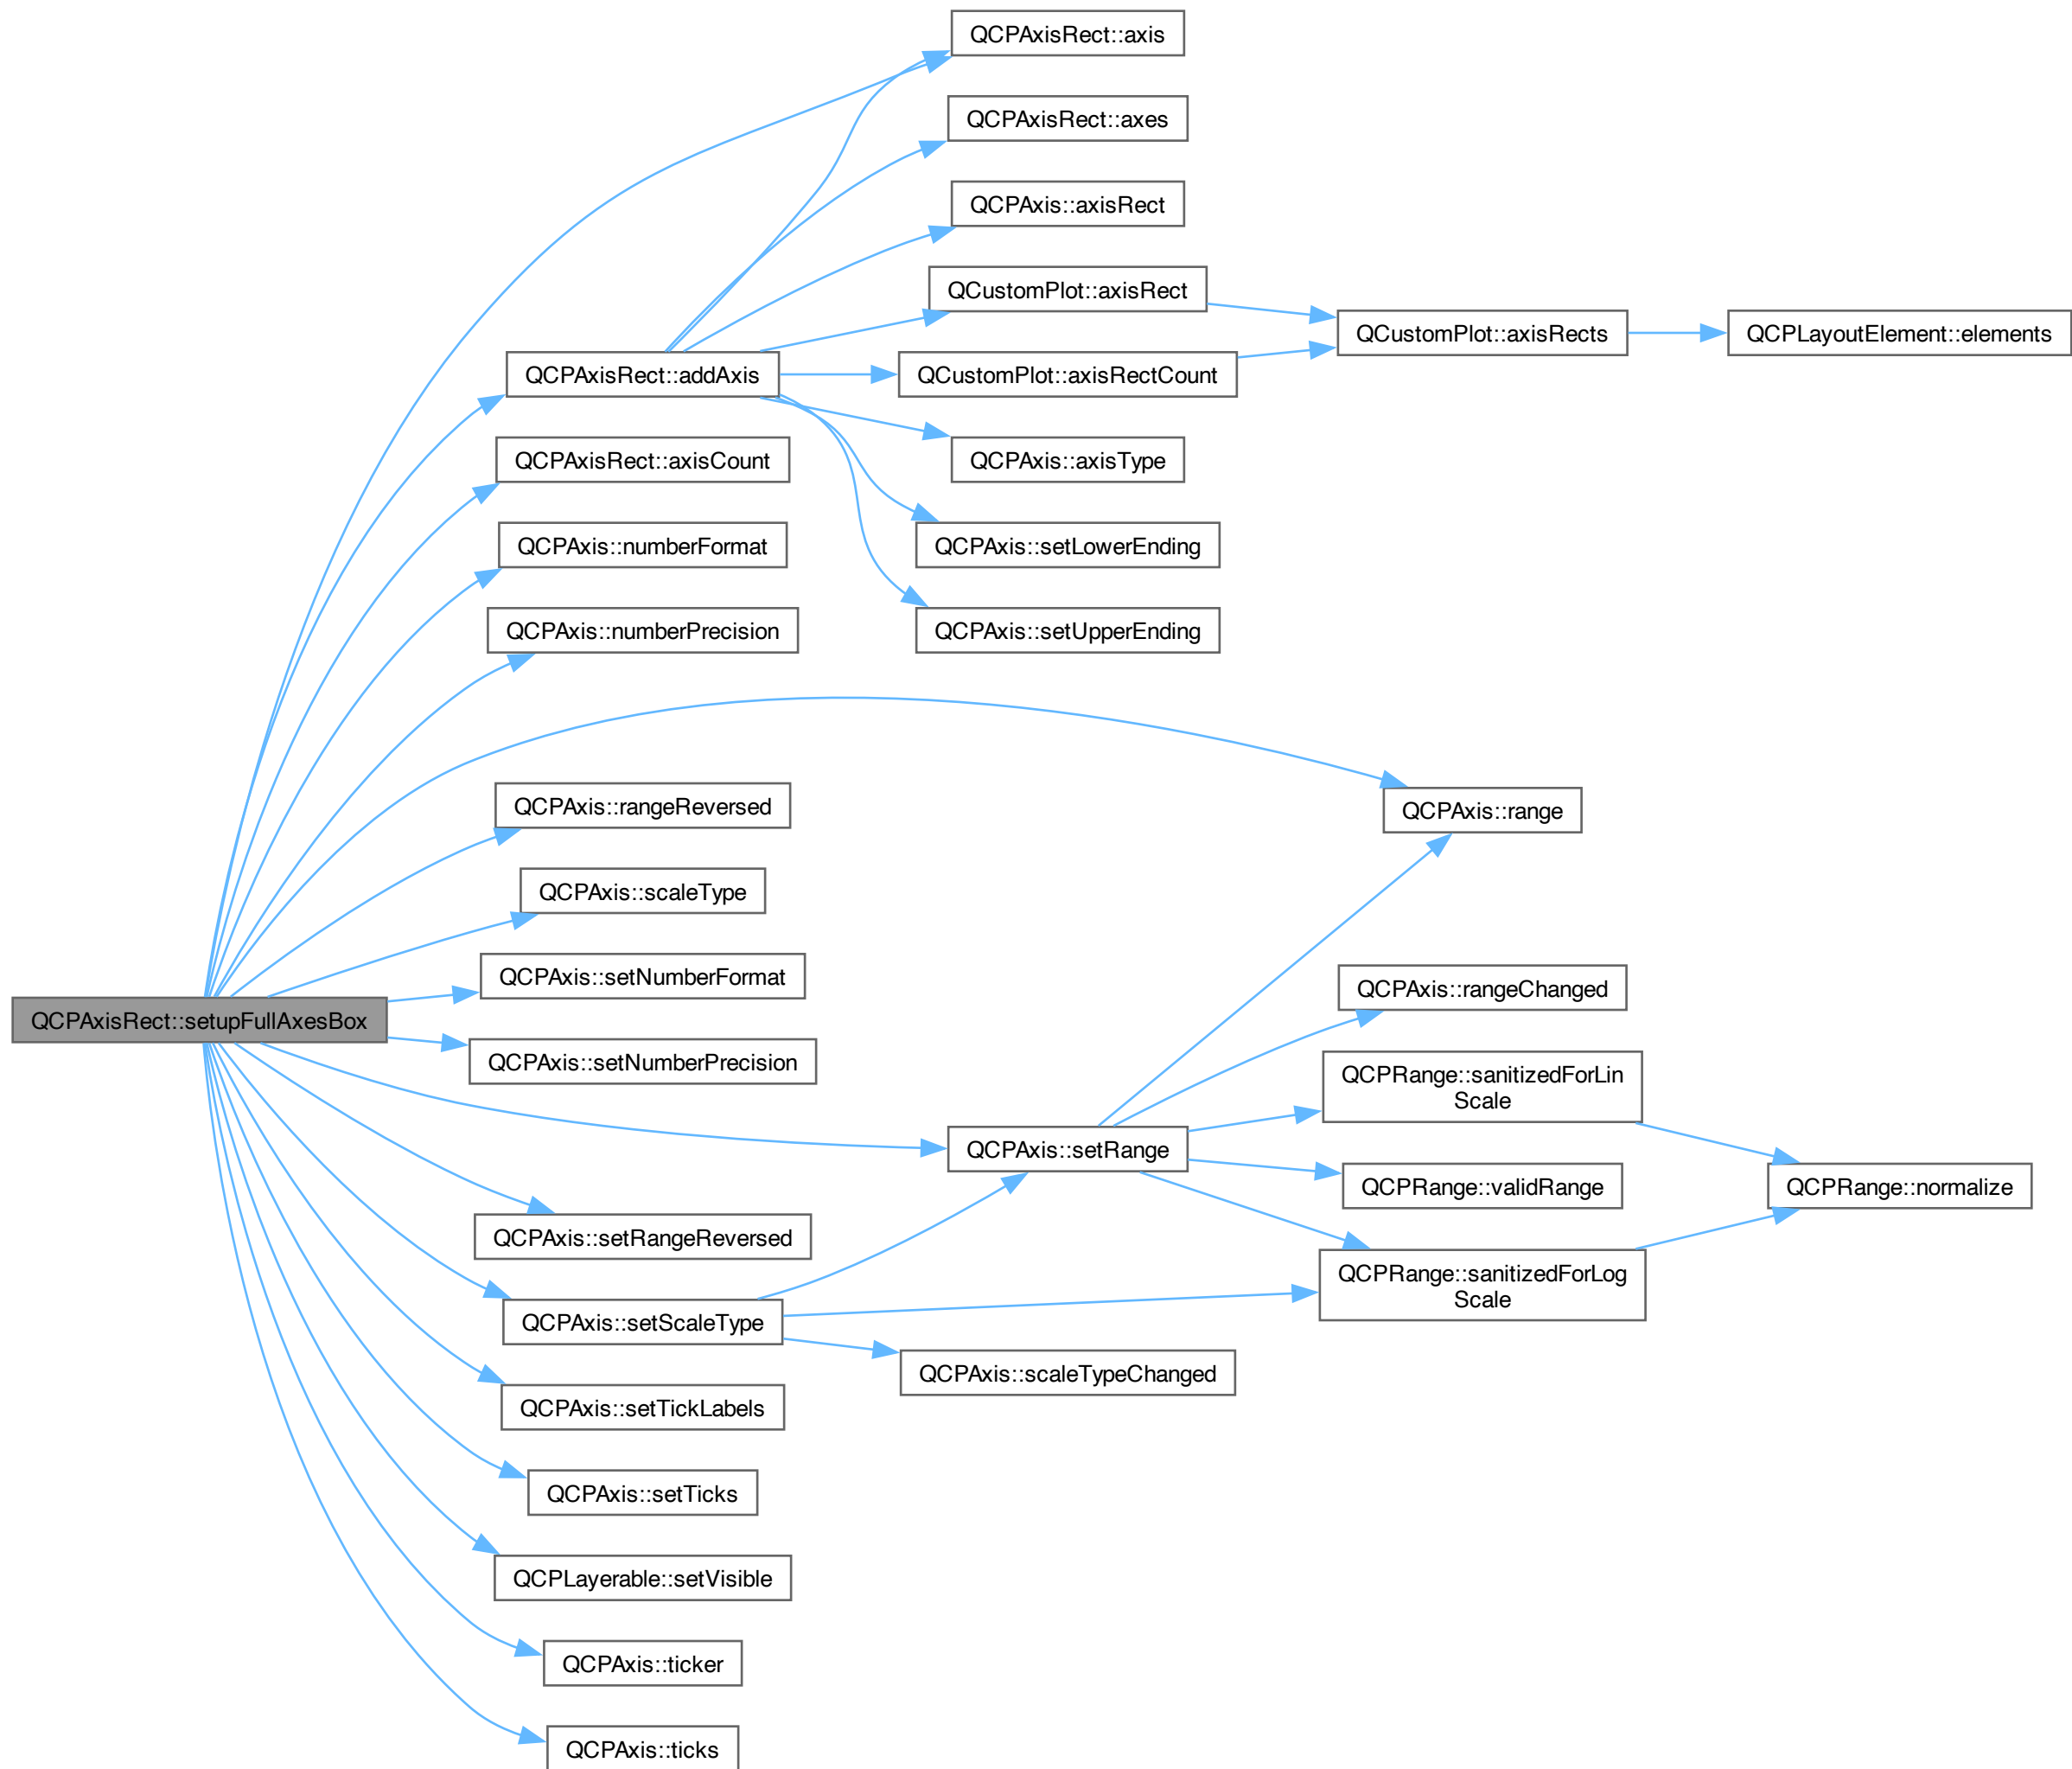 QCPAxisRect::axis
QCPAxisRect::axes
QCPAxis::axisRect
QCustomPlot::axisRect
QCustomPlot::axisRects
QCPLayoutElement::elements
QCPAxisRect::addAxis
QCustomPlot::axisRectCount
QCPAxisRect::axisCount
QCPAxis::axisType
QCPAxis::numberFormat
QCPAxis::setLowerEnding
QCPAxis::numberPrecision
QCPAxis::setUpperEnding
QCPAxis::rangeReversed
QCPAxis::range
QCPAxis::scaleType
QCPAxis::setNumberFormat
QCPAxis::rangeChanged
QCPAxisRect::setupFullAxesBox
QCPAxis::setNumberPrecision
QCPRange::sanitizedForLin
Scale
QCPAxis::setRange
QCPRange::validRange
QCPRange::normalize
QCPAxis::setRangeReversed
QCPRange::sanitizedForLog
Scale
QCPAxis::setScaleType
QCPAxis::scaleTypeChanged
QCPAxis::setTickLabels
QCPAxis::setTicks
QCPLayerable::setVisible
QCPAxis::ticker
QCPAxis::ticks